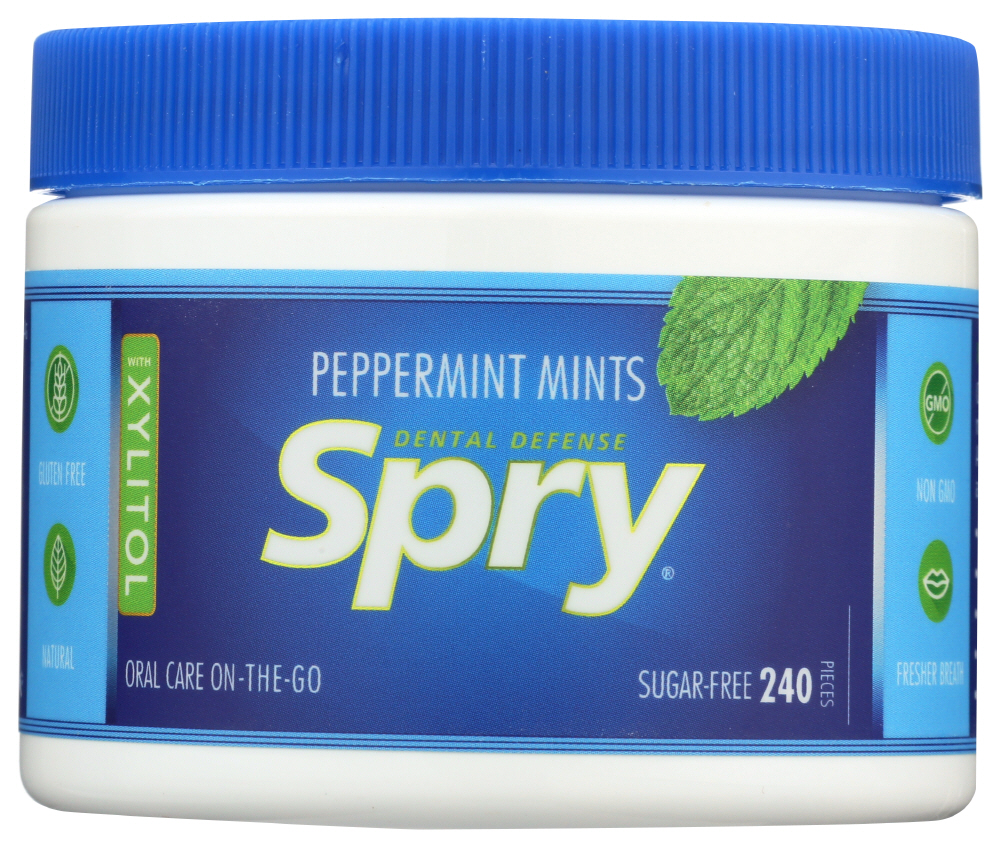 PEPPERMINT MINTS
DENTAL DEFENSE
Spry®
WITH XYLITOL
GLUTEN FREE
NATURAL
GMO
NON GMO
FRESHER BREATH
ORAL CARE ON-THE-GO
SUGAR-FREE 240 PIECES